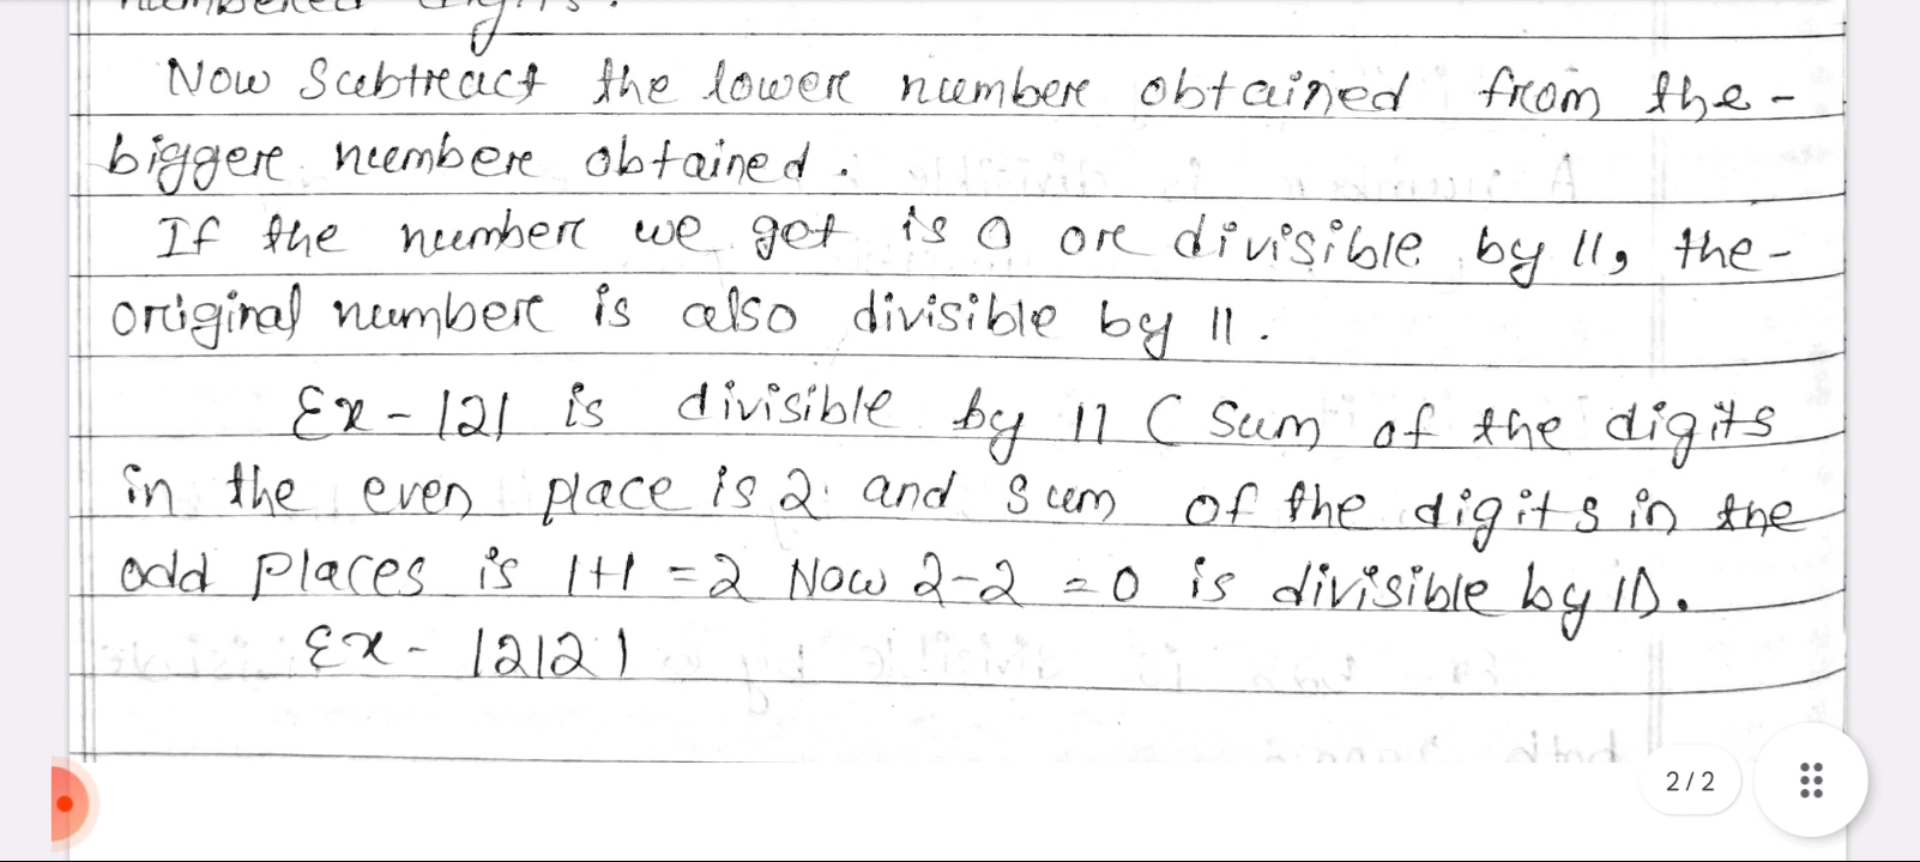 numbered digits.
Now Subtract the lower number obtained from the -
bigger number obtained.
If the number we get is 0 or divisible by 11, the -
original number is also divisible by 11.
Ex - 121 is divisible by 11 ( Sum of the digits
in the even place is 2 and Sum of the digits in the
odd places is 1+1 = 2 Now 2-2 = 0 is divisible by 11).
Ex - 12121
2/2